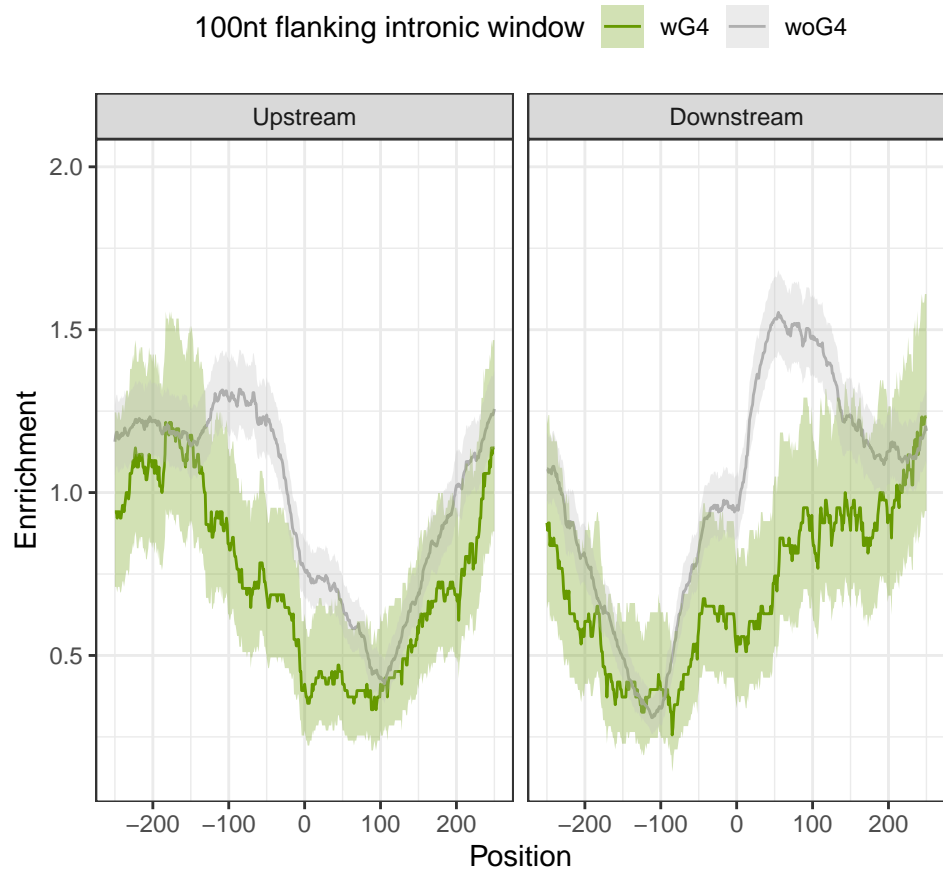 100nt flanking intronic window wG4 woG4
Upstream Downstream
2.0
1.5
1.0
0.5
Enrrichment
−200 −100 0 100 200 −200 −100 0 100 200
Position